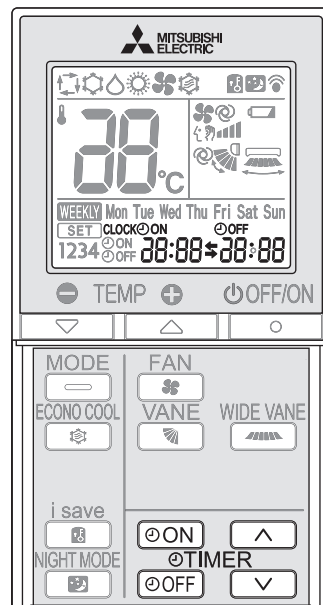 MITSUBISHI
ELECTRIC
88°C
WEEKLY Mon Tue Wed Thu Fri Sat Sun
SET CLOCK ON OFF
1234 ON OFF 88:88 88:88
TEMP OFF/ON
MODE FAN
ECONO COOL VANE WIDE VANE
i save ON
NIGHT MODE TIMER
OFF